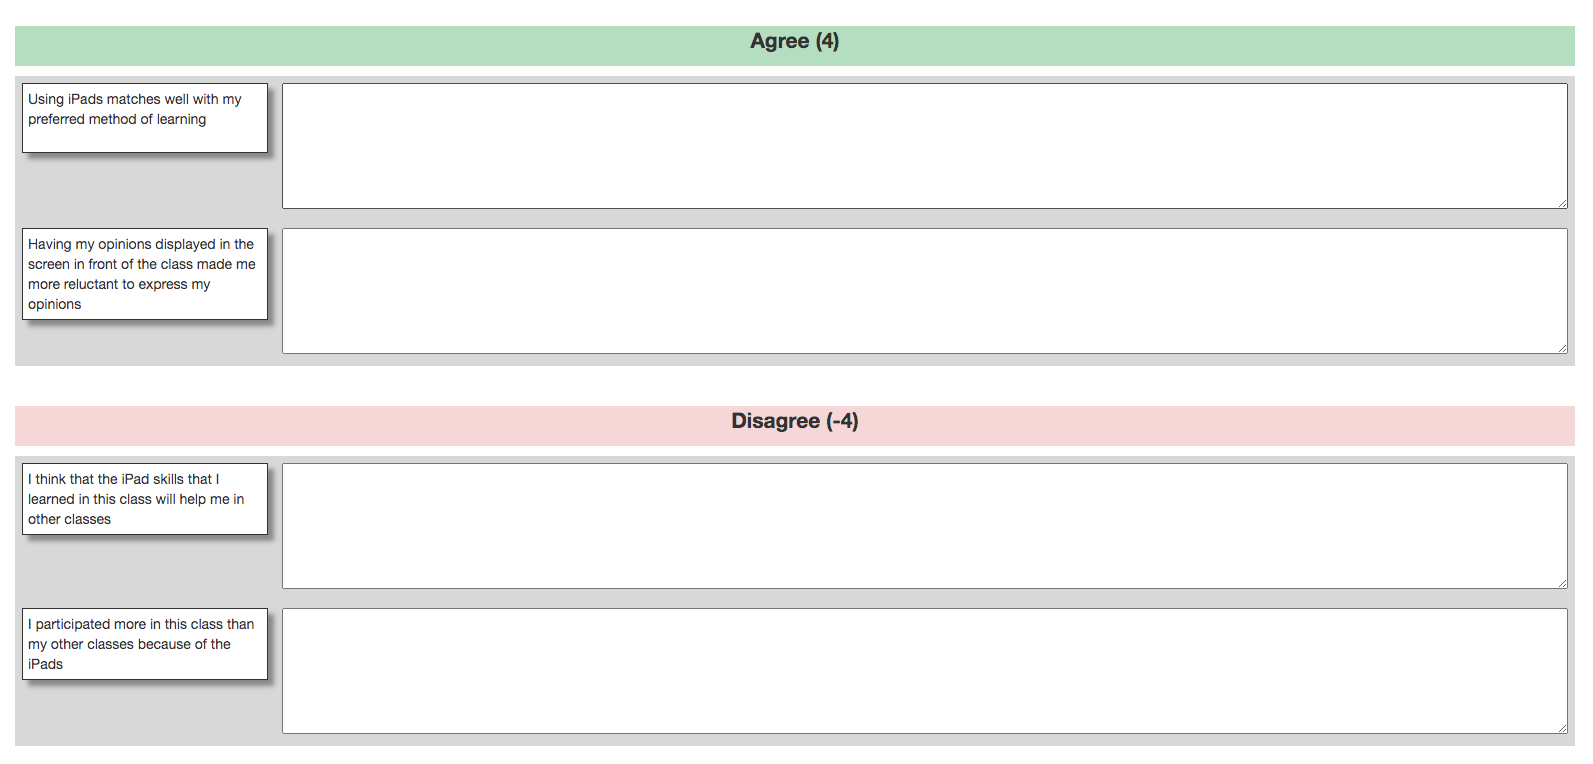 Agree (4)
Using iPads matches well with my
preferred method of learning
Having my opinions displayed in the
screen in front of the class made me
more reluctant to express my
opinions
Disagree (-4)
I think that the iPad skills that I
learned in this class will help me in
other classes
I participated more in this class than
my other classes because of the
iPads